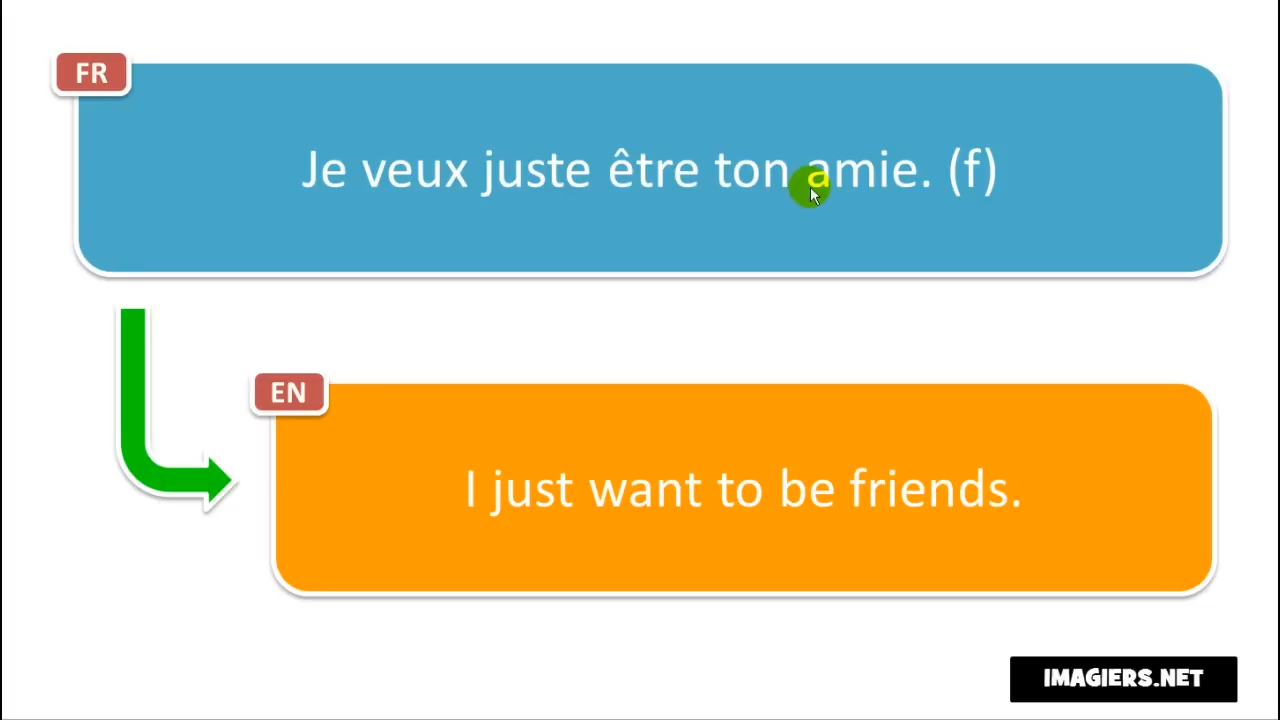 FR
Je veux juste être ton amie. (f)
EN
I just want to be friends.
IMAGIERS.NET